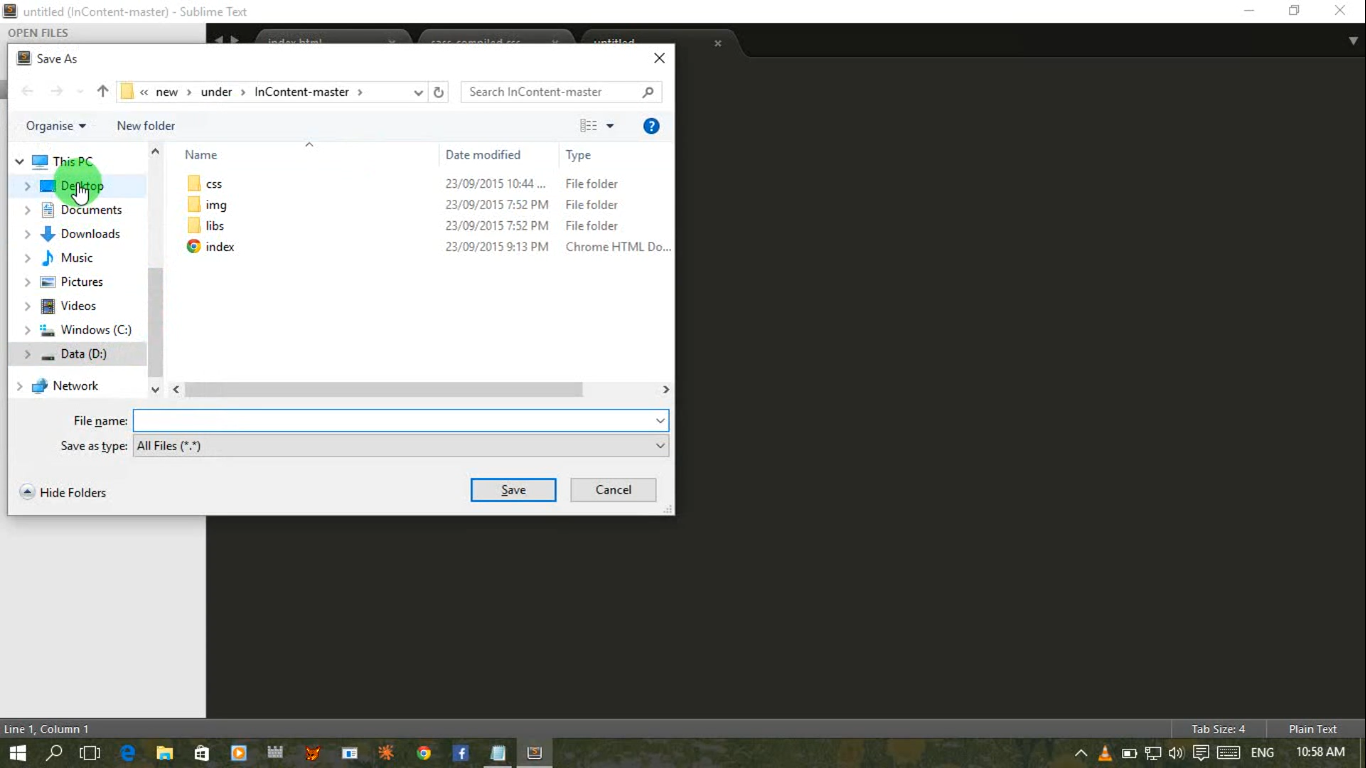 untitled (InContent-master) - Sublime Text
OPEN FILES
index.html
sass-compiled.css
untitled
Save As
« new › under › InContent-master ›
Search InContent-master
Organise
New folder
This PC
Desktop
Documents
Downloads
Music
Pictures
Videos
Windows (C:)
Data (D:)
Network
Name Date modified Type
css 23/09/2015 10:44 ... File folder
img 23/09/2015 7:52 PM File folder
libs 23/09/2015 7:52 PM File folder
index 23/09/2015 9:13 PM Chrome HTML Do...
File name:
Save as type: All Files (*.*)
Hide Folders
Save
Cancel
Line 1, Column 1
Tab Size: 4
Plain Text
ENG
10:58 AM